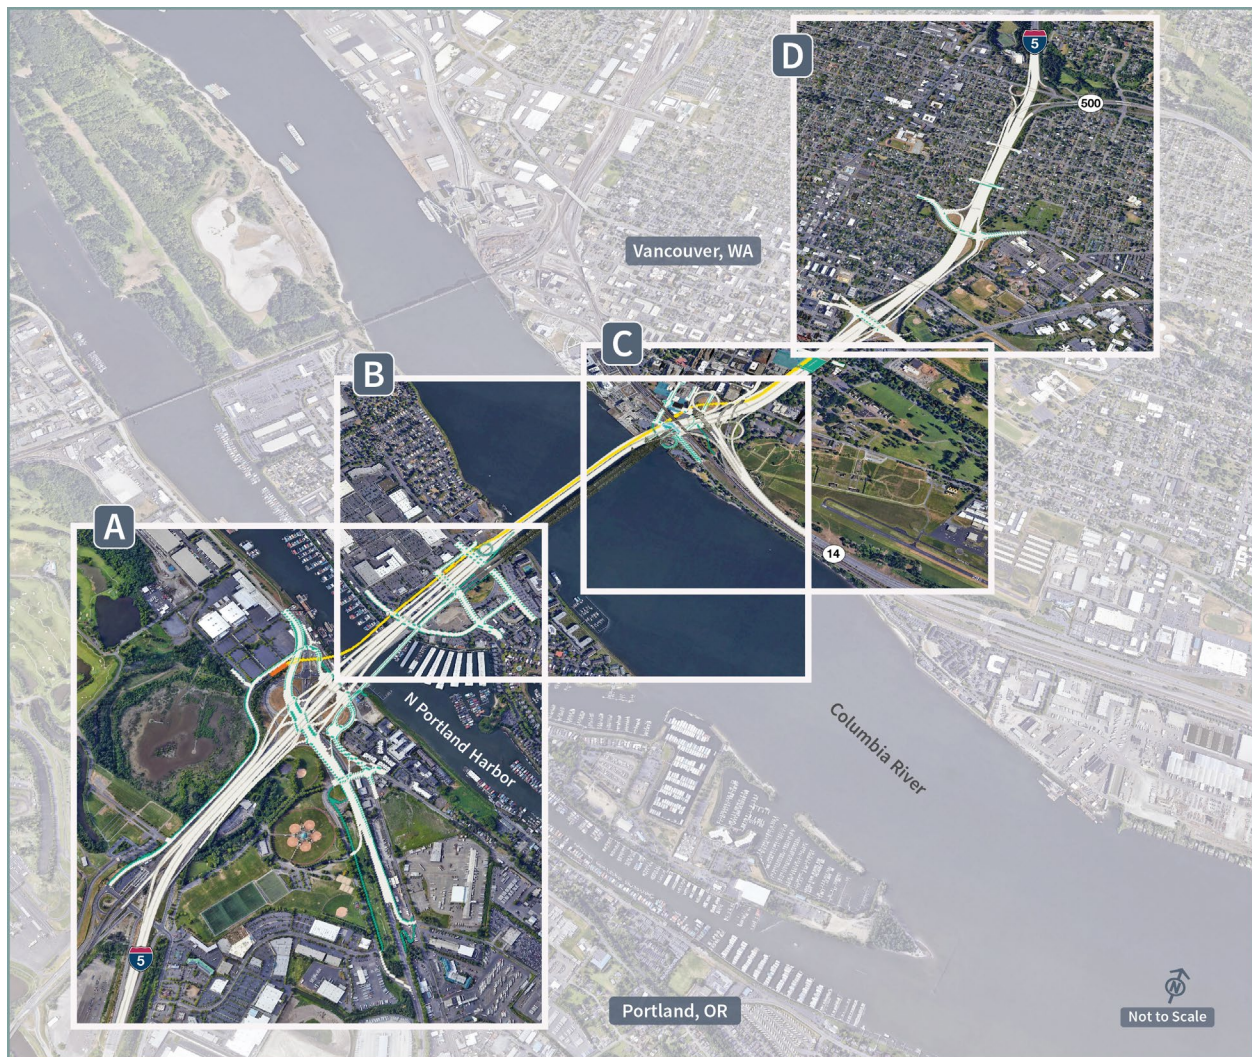 D
5
500
Vancouver, WA
C
B
A
14
N Portland Harbor
Columbia River
5
Portland, OR
N
Not to Scale